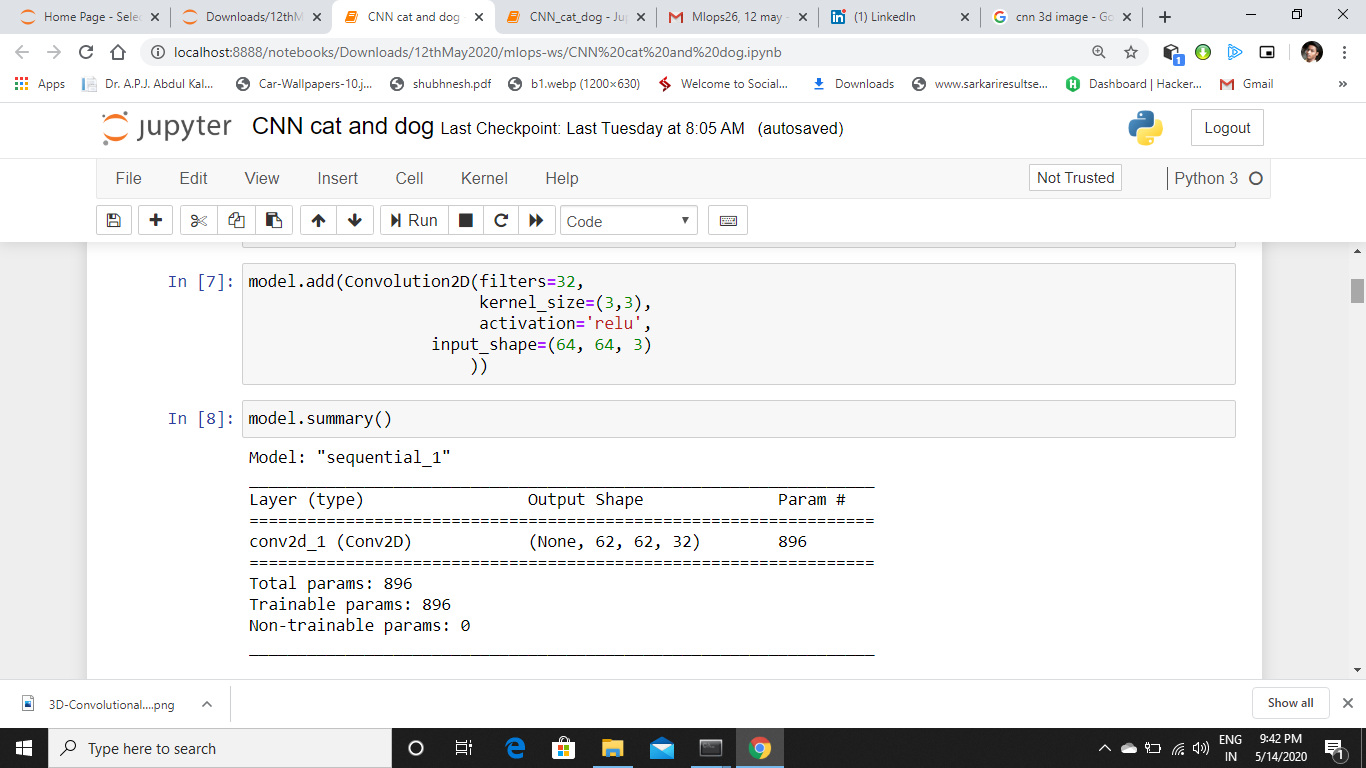 Home Page - Sele
Downloads/12thM
CNN cat and dog
CNN_cat_dog - Ju
Mlops26, 12 may -
(1) LinkedIn
cnn 3d image - Go
localhost:8888/notebooks/Downloads/12thMay2020/mlops-ws/CNN%20cat%20and%20dog.ipynb
1
Apps
Dr. A.P.J. Abdul Kal...
Car-Wallpapers-10.j...
shubhnesh.pdf
b1.webp (1200×630)
Welcome to Social...
Downloads
www.sarkariresultse...
Dashboard | Hacker...
Gmail
»
jupyter CNN cat and dog Last Checkpoint: Last Tuesday at 8:05 AM (autosaved)
Logout
File Edit View Insert Cell Kernel Help
Not Trusted
Python 3
Run
Code
In [7]: model.add(Convolution2D(filters=32,
kernel_size=(3,3),
activation='relu',
input_shape=(64, 64, 3)
))
In [8]: model.summary()
Model: "sequential_1"
_________________________________________________________________
Layer (type) Output Shape Param #
=================================================================
conv2d_1 (Conv2D) (None, 62, 62, 32) 896
=================================================================
Total params: 896
Trainable params: 896
Non-trainable params: 0
_________________________________________________________________
3D-Convolutional....png
Show all
Type here to search
ENG
IN
9:42 PM
5/14/2020
1